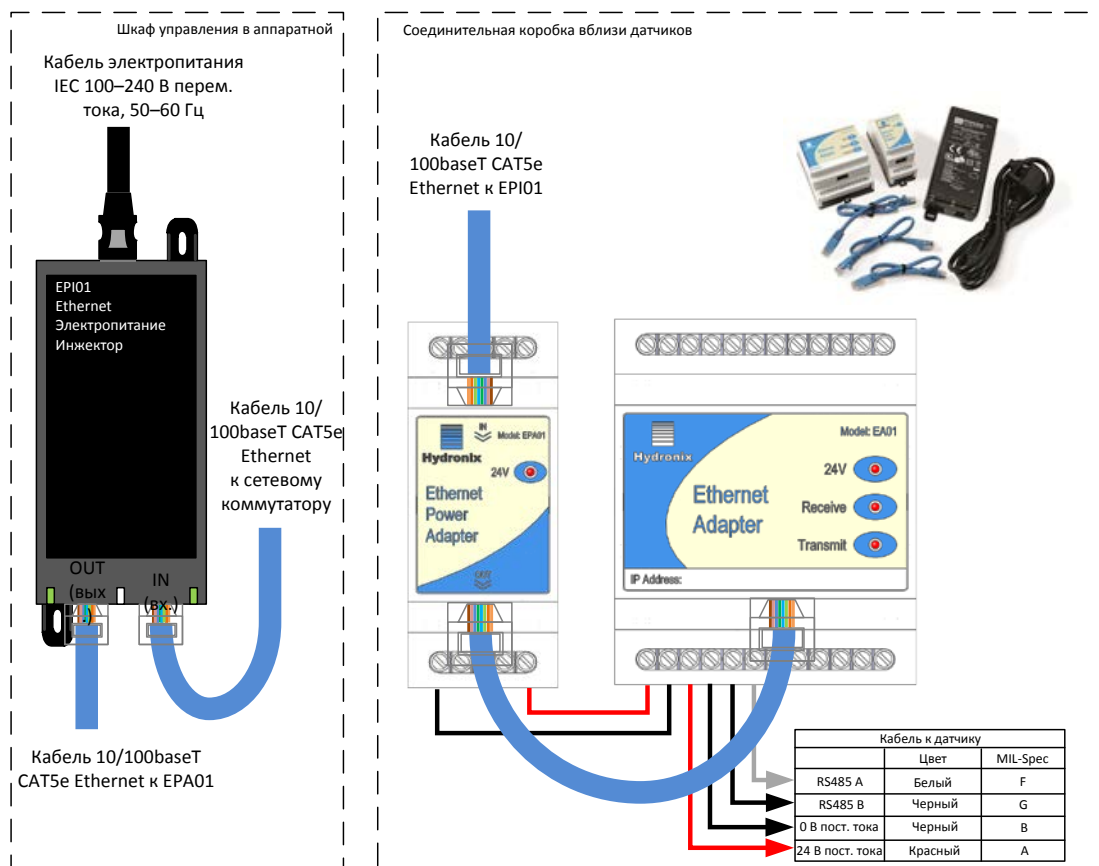 Шкаф управления в аппаратной
Кабель электропитания
IEC 100–240 В перем.
тока, 50–60 Гц
EPI01
Ethernet
Электропитание
Инжектор
Кабель 10/
100baseT CAT5e
Ethernet
к сетевому
коммутатору
OUT
(вых
.)
IN
(вх.)
Кабель 10/100baseT
CAT5e Ethernet к EPA01
Соединительная коробка вблизи датчиков
Кабель 10/
100baseT CAT5e
Ethernet к EPI01
IN
Model: EPA01
Hydronix
24V
Ethernet
Power
Adapter
OUT
Model: EA01
Hydronix
24V
Ethernet
Adapter
Receive
Transmit
IP Address:
Кабель к датчику
Цвет MIL-Spec
RS485 A Белый F
RS485 B Черный G
0 В пост. тока Черный B
24 В пост. тока Красный A